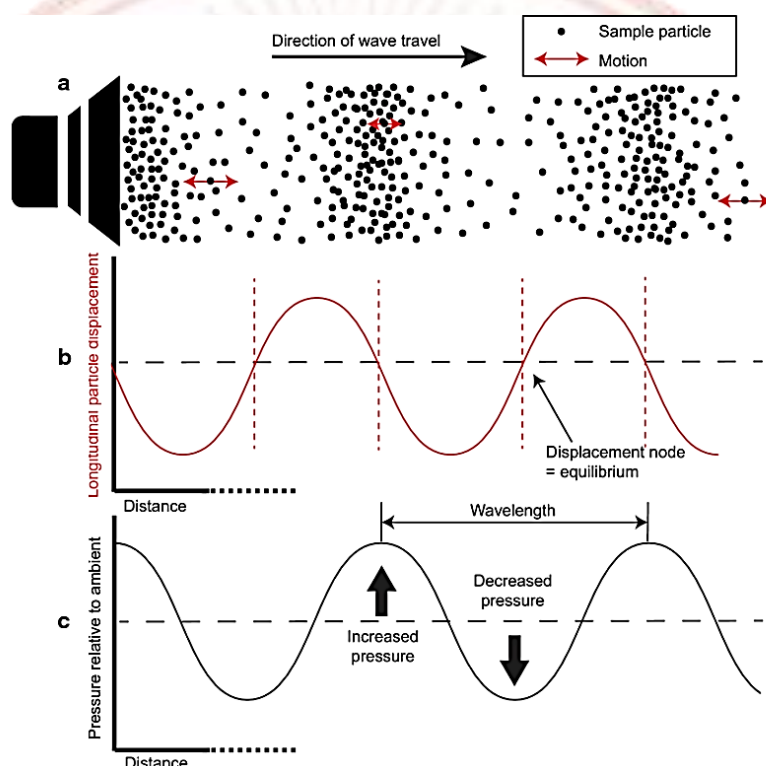 Direction of wave travel
Sample particle
Motion
a
Longitudinal particle displacement
b
Displacement node
= equilibrium
Distance
Wavelength
Pressure relative to ambient
c
Decreased
pressure
Increased
pressure
Distance